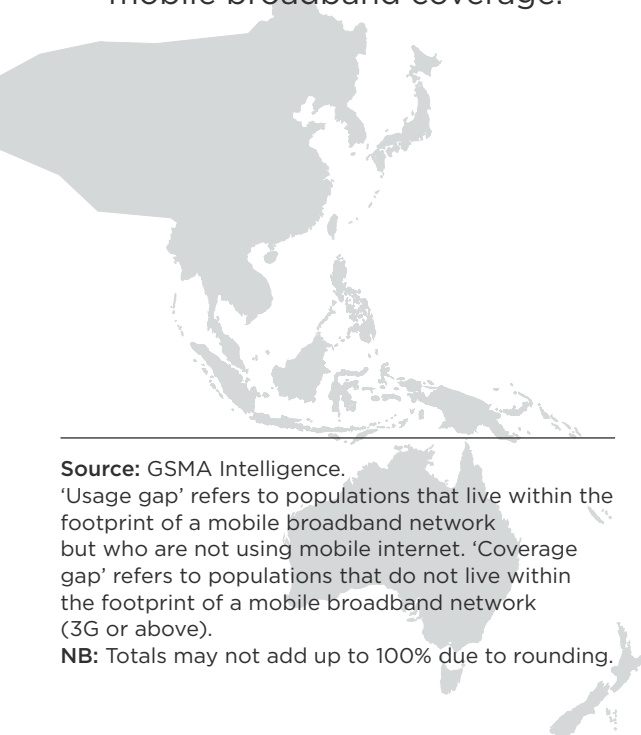 mobile broadband coverage.
Source: GSMA Intelligence.
‘Usage gap’ refers to populations that live within the
footprint of a mobile broadband network
but who are not using mobile internet. ‘Coverage
gap’ refers to populations that do not live within
the footprint of a mobile broadband network
(3G or above).
NB: Totals may not add up to 100% due to rounding.